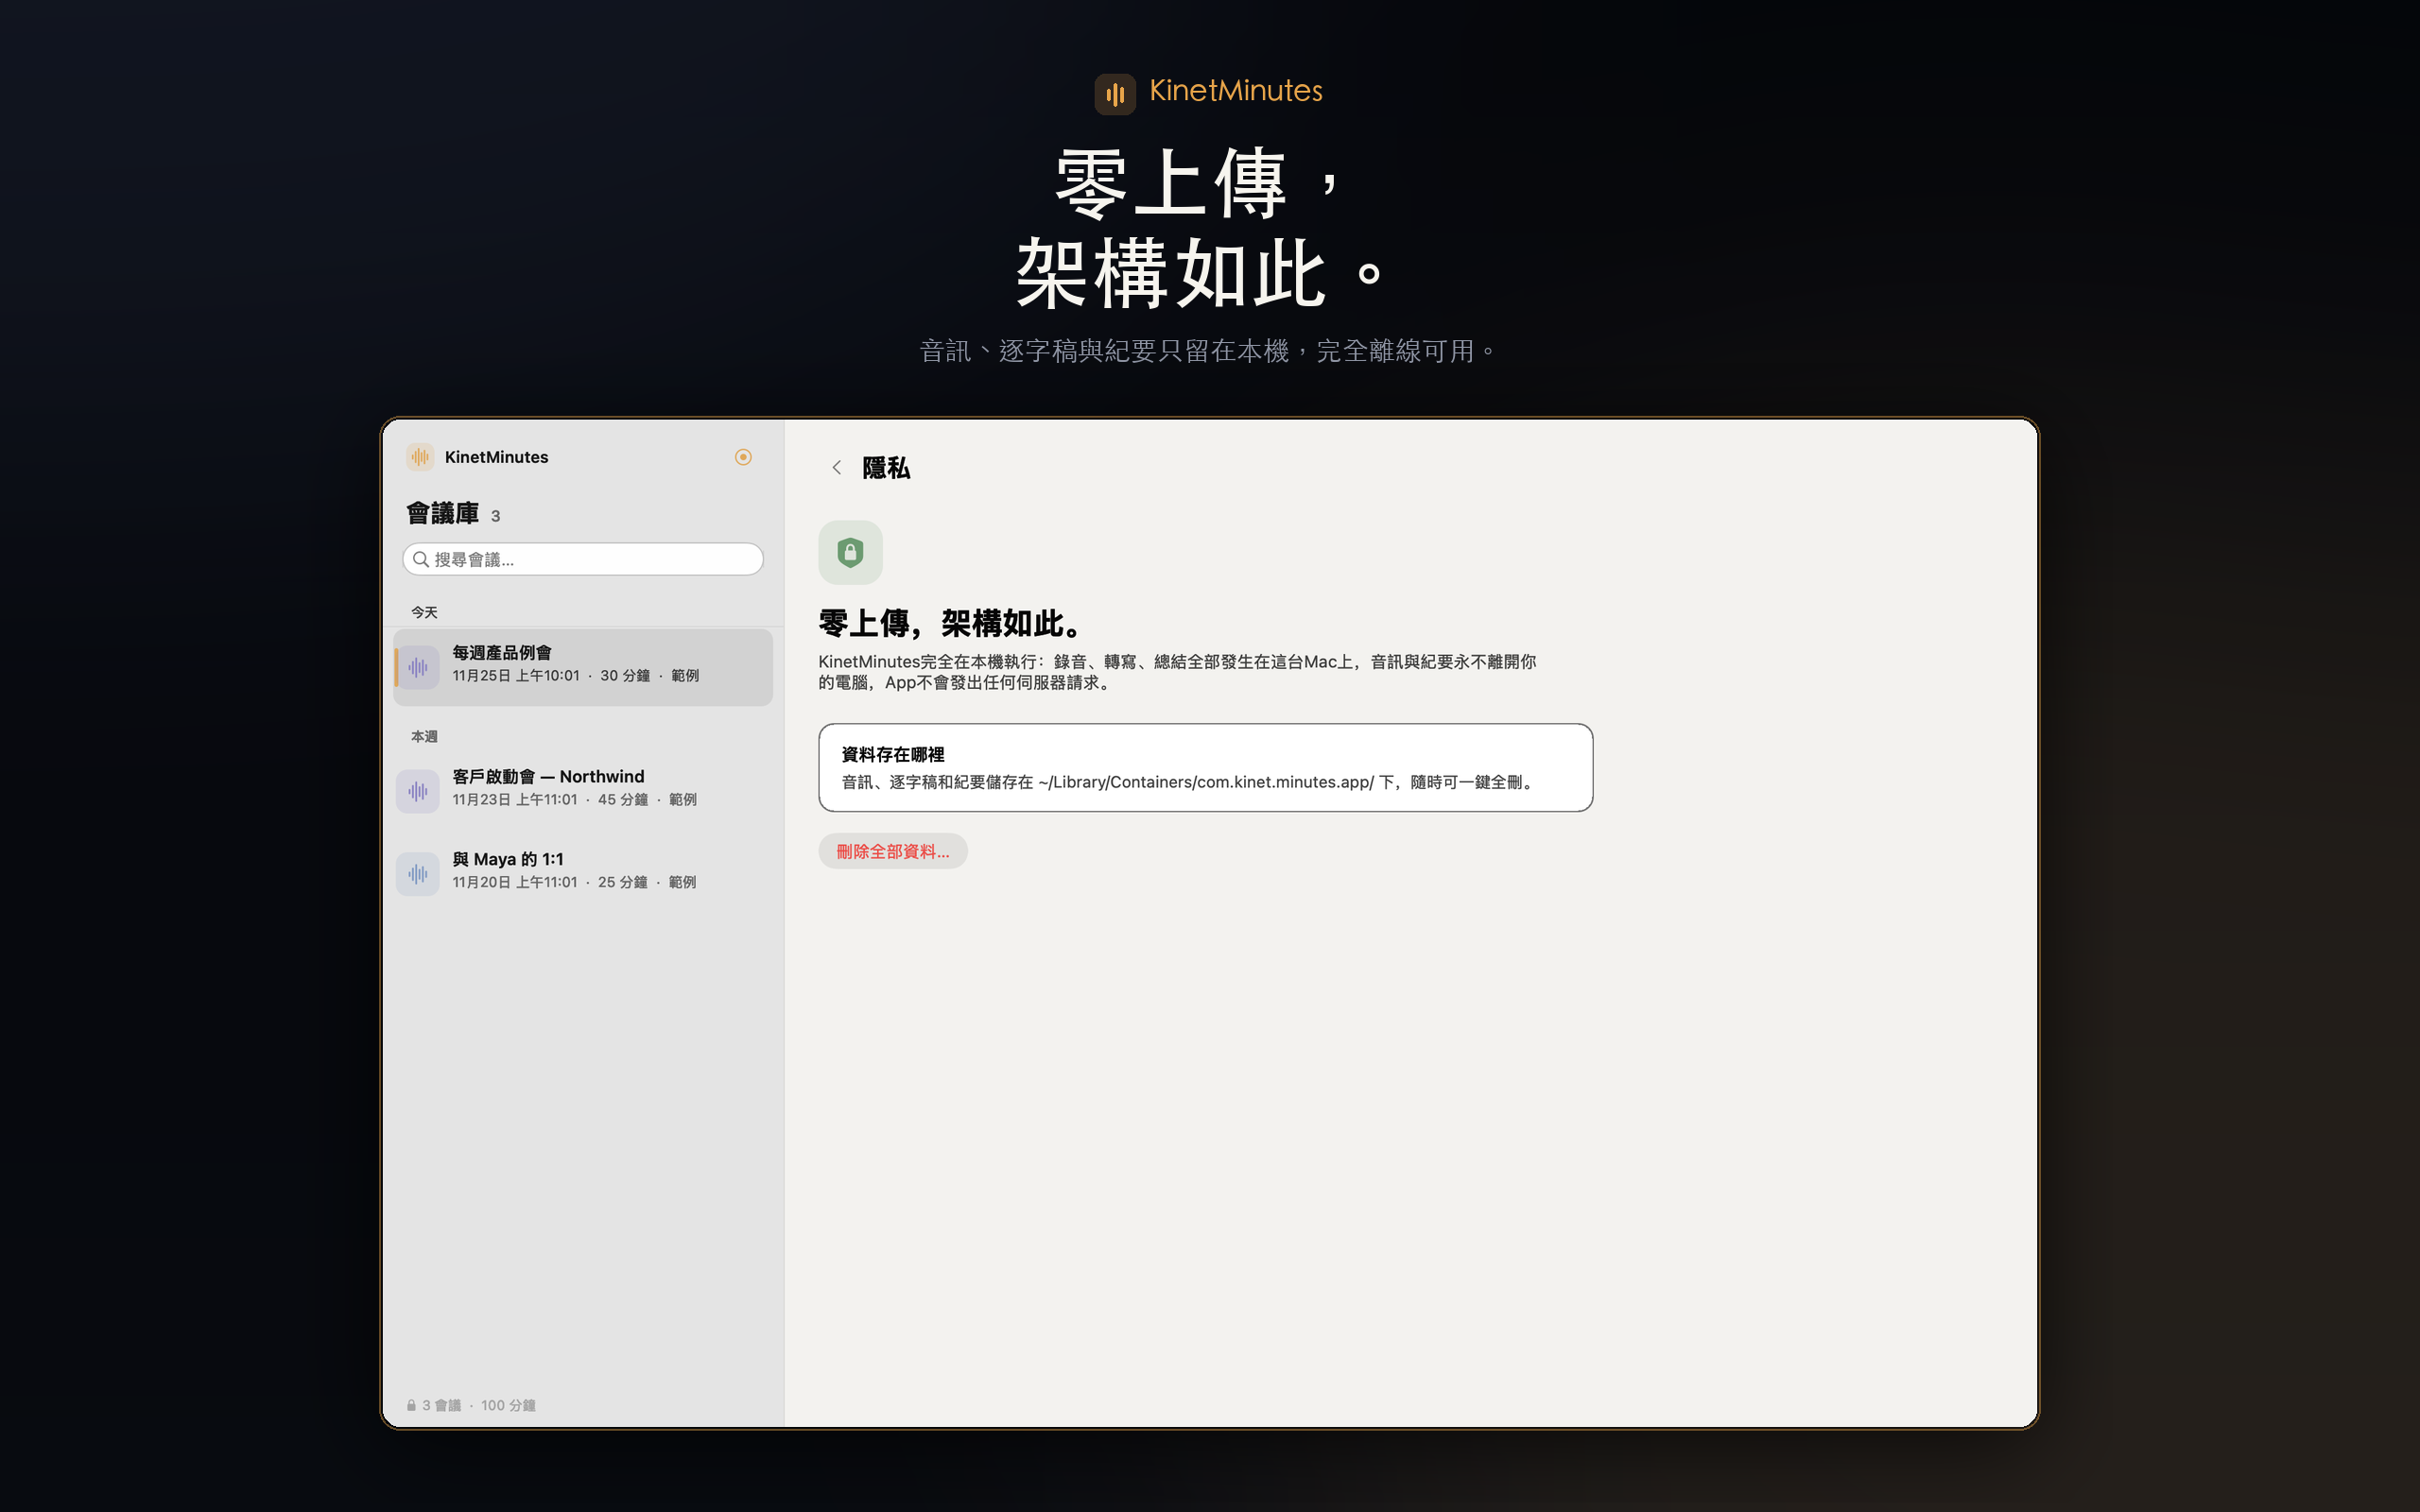 KinetMinutes
零上傳，
架構如此。
音訊、逐字稿與紀要只留在本機，完全離線可用。
KinetMinutes
會議庫 3
搜尋會議...
今天
每週產品例會
11月25日 上午10:01 · 30 分鐘 · 範例
本週
客戶啟動會 — Northwind
11月23日 上午11:01 · 45 分鐘 · 範例
與 Maya 的 1:1
11月20日 上午11:01 · 25 分鐘 · 範例
3 會議 · 100 分鐘
隱私
零上傳，架構如此。
KinetMinutes完全在本機執行：錄音、轉寫、總結全部發生在這台Mac上，音訊與紀要永不離開你
的電腦，App不會發出任何伺服器請求。
資料存在哪裡
音訊、逐字稿和紀要儲存在 ~/Library/Containers/com.kinet.minutes.app/ 下，隨時可一鍵全刪。
刪除全部資料...